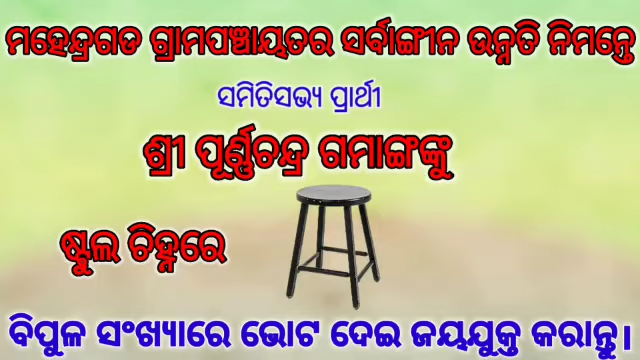 ମହେନ୍ଦ୍ରଗଡ ଗ୍ରାମପଞ୍ଚାୟତର ସର୍ବାଙ୍ଗୀନ ଉନ୍ନତି ନିମନ୍ତେ
ସମିତିସଭ୍ୟ ପ୍ରାର୍ଥୀ
ଶ୍ରୀ ପୂର୍ଣ୍ଣଚନ୍ଦ୍ର ଗମାଙ୍ଗଙ୍କୁ
ଷ୍ଟୁଲ ଚିହ୍ନରେ
ବିପୁଳ ସଂଖ୍ୟାରେ ଭୋଟ ଦେଇ ଜୟଯୁକ୍ତ କରାନ୍ତୁ।